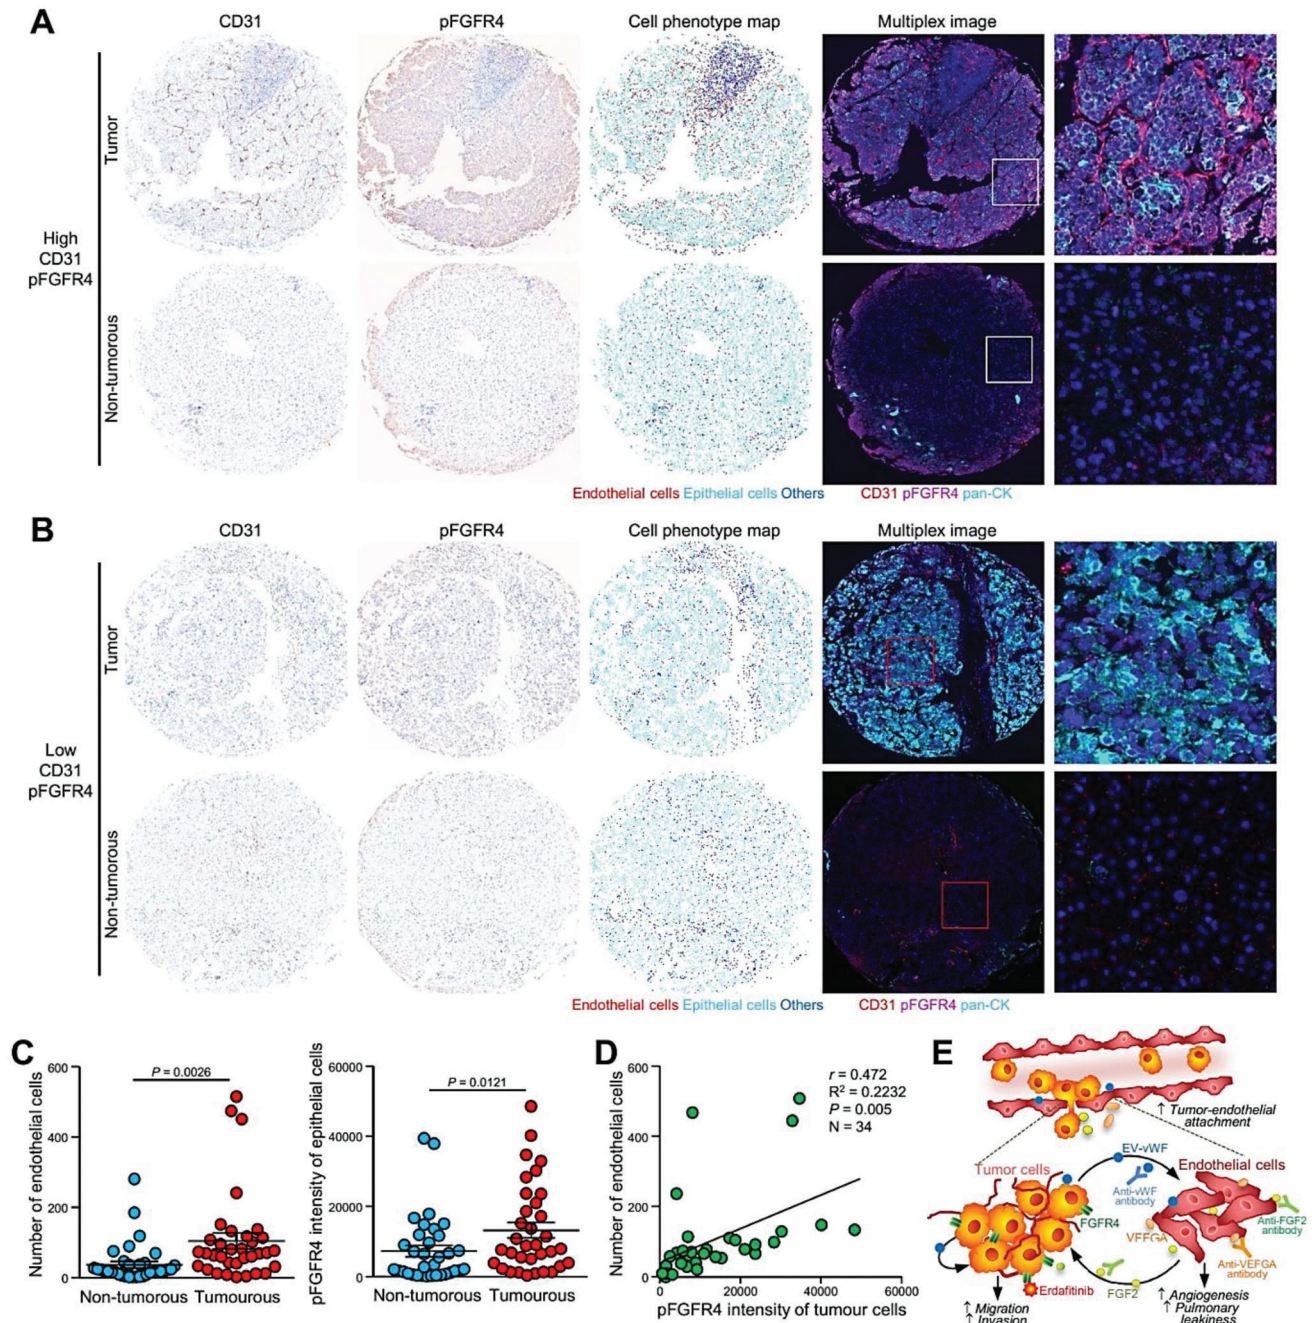 A
CD31 pFGFR4 Cell phenotype map Multiplex image
Tumor
High
CD31
pFGFR4
Non-tumorous
Endothelial cells Epithelial cells Others CD31 pFGFR4 pan-CK
B
CD31 pFGFR4 Cell phenotype map Multiplex image
Tumor
Low
CD31
pFGFR4
Non-tumorous
Endothelial cells Epithelial cells Others CD31 pFGFR4 pan-CK
C
Number of endothelial cells
600
400
200
0
P = 0.0026
Non-tumorous Tumourous
pFGFR4 intensity of epithelial cells
60000
40000
20000
0
P = 0.0121
Non-tumorous Tumourous
D
Number of endothelial cells
600
400
200
0
r = 0.472
R² = 0.2232
P = 0.005
N = 34
0 20000 40000 60000
pFGFR4 intensity of tumour cells
E
↑ Tumor-endothelial
attachment
EV-vWF
Tumor cells
Endothelial cells
Anti-vWF
antibody
FGFR4
VFFGA
Anti-FGF2
antibody
Anti-VEFGA
antibody
Erdafitinib
FGF2
↑ Migration
↑ Invasion
↑ Angiogenesis
↑ Pulmonary
leakiness